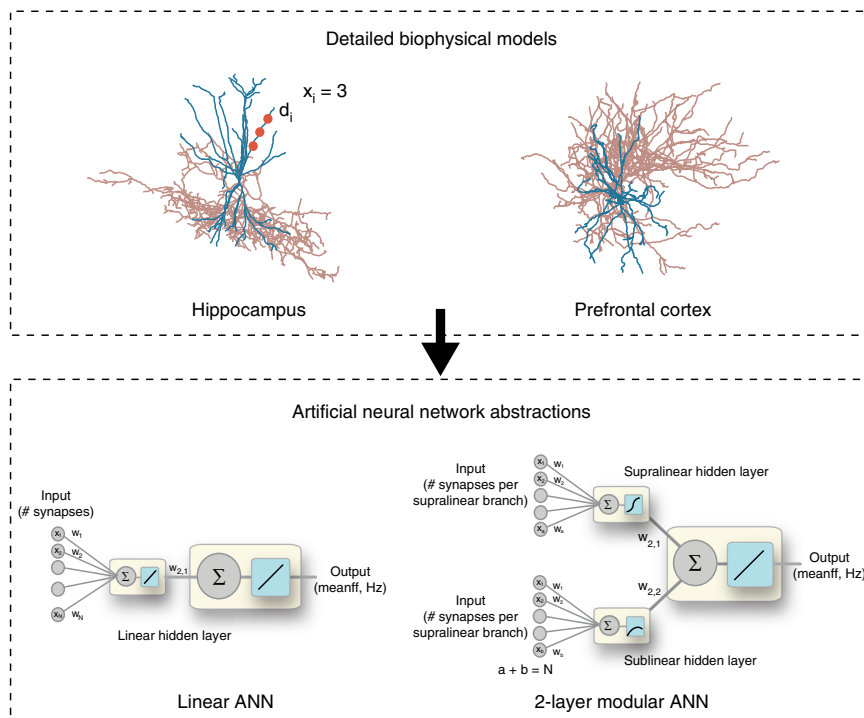 Detailed biophysical models
x_i = 3
d_i
Hippocampus
Prefrontal cortex
Artificial neural network abstractions
Input
(# synapses)
x_1 w_1
x_2 w_2
x_N w_N
Σ
w_2,1
Σ
Output
(meanff, Hz)
Linear hidden layer
Linear ANN
Input
(# synapses per
supralinear branch)
x_1 w_1
x_2 w_2
x_a w_a
Σ
Supralinear hidden layer
w_2,1
Σ
Output
(meanff, Hz)
w_2,2
Input
(# synapses per
supralinear branch)
x_1 w_1
x_2 w_2
x_b w_b
Σ
Sublinear hidden layer
a + b = N
2-layer modular ANN